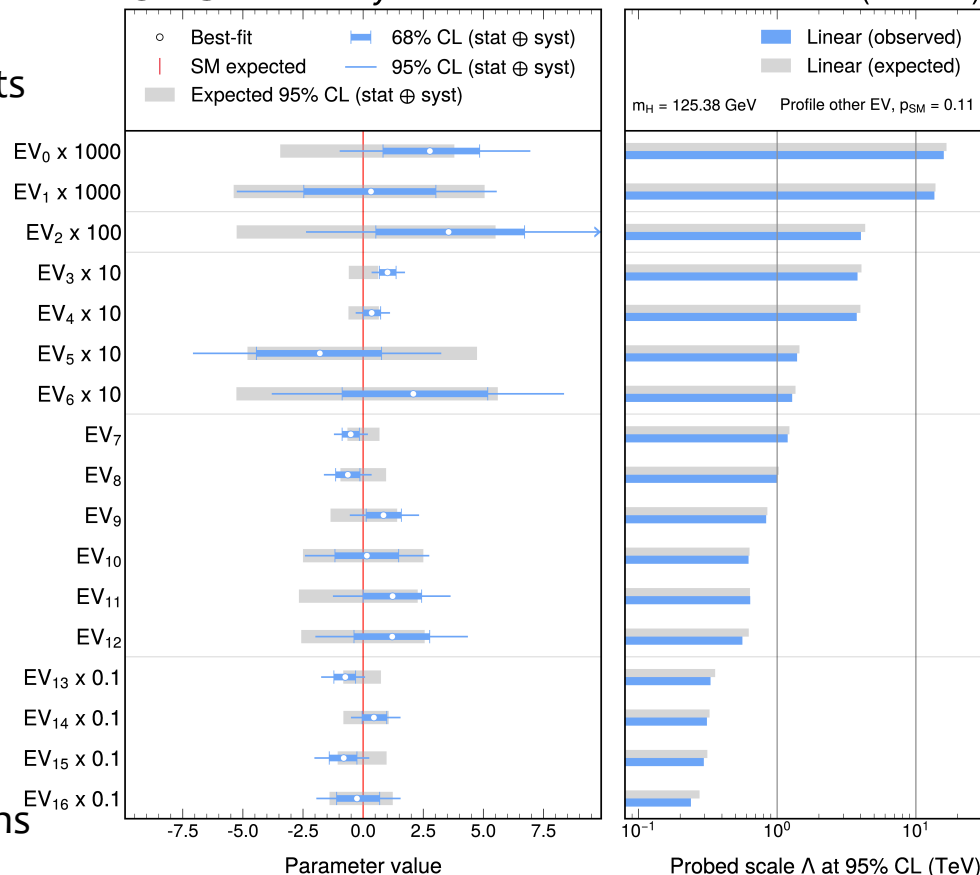 ts
Best-fit
68% CL (stat ⊕ syst)
SM expected
95% CL (stat ⊕ syst)
Expected 95% CL (stat ⊕ syst)
Linear (observed)
Linear (expected)
m_H = 125.38 GeV Profile other EV, p_SM = 0.11
EV₀ x 1000
EV₁ x 1000
EV₂ x 100
EV₃ x 10
EV₄ x 10
EV₅ x 10
EV₆ x 10
EV₇
EV₈
EV₉
EV₁₀
EV₁₁
EV₁₂
EV₁₃ x 0.1
EV₁₄ x 0.1
EV₁₅ x 0.1
EV₁₆ x 0.1
ns
-7.5 -5.0 -2.5 0.0 2.5 5.0 7.5
10⁻¹ 10⁰ 10¹
Parameter value
Probed scale Λ at 95% CL (TeV)